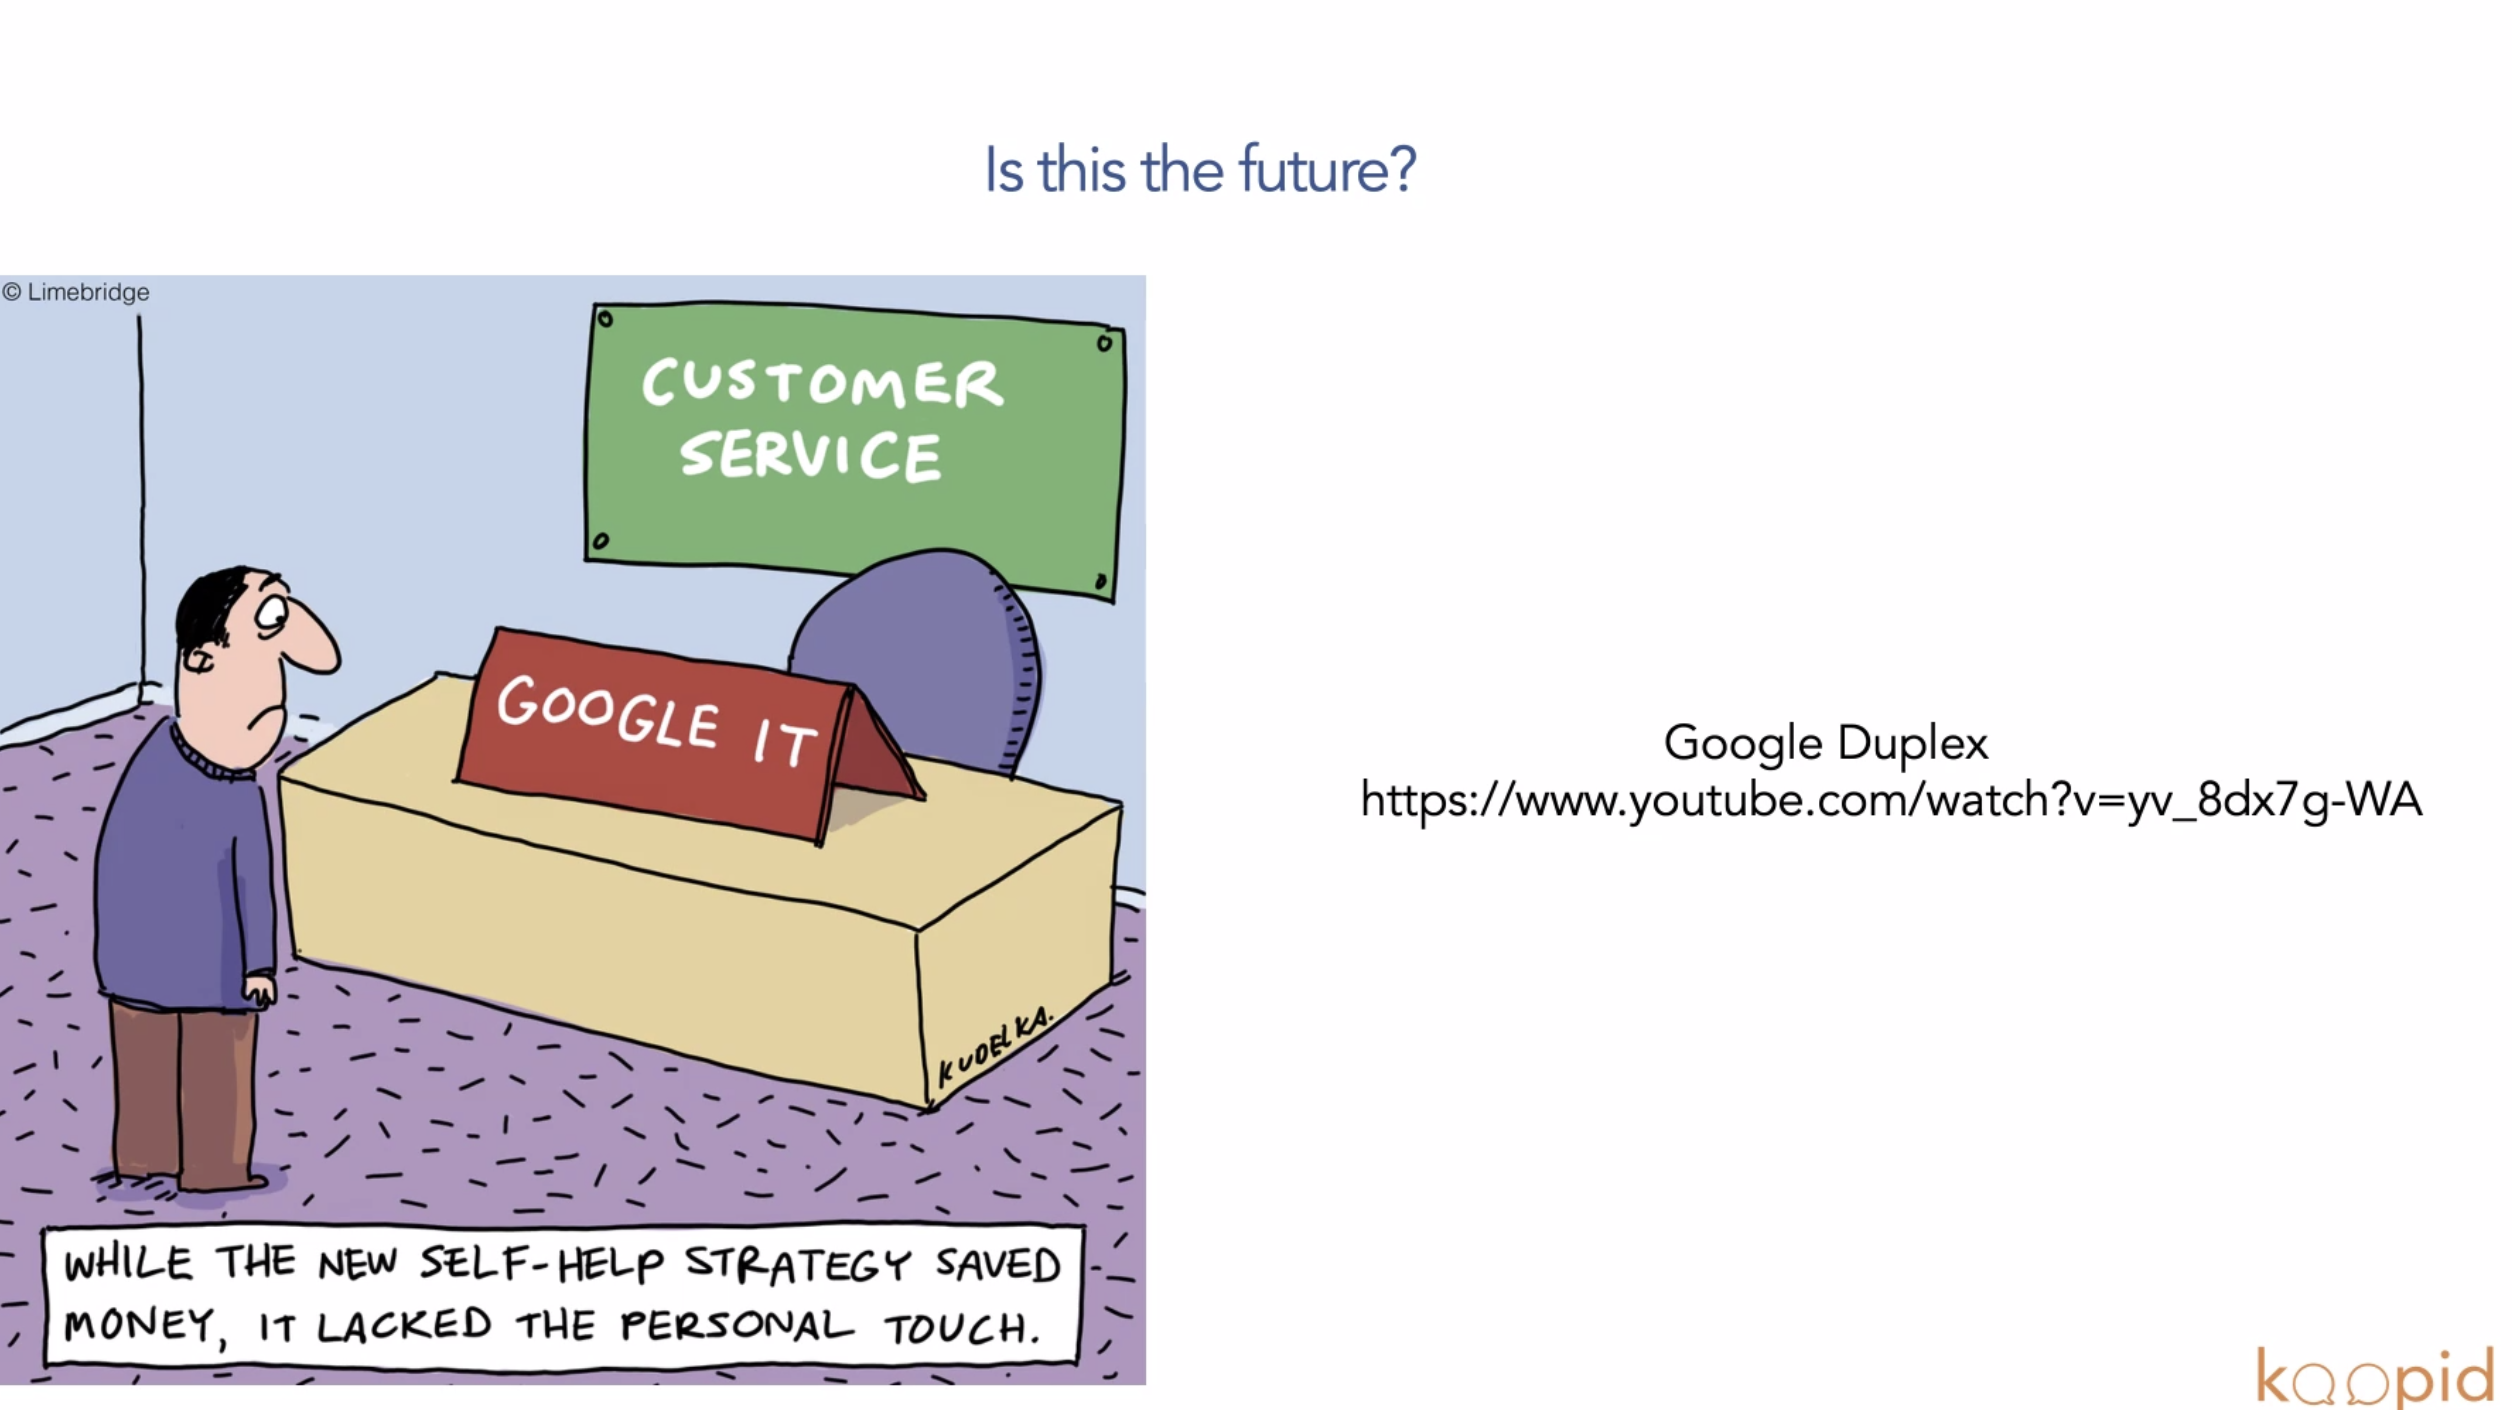 Is this the future?
© Limebridge
CUSTOMER
SERVICE
GOOGLE IT
KUDELKA.
WHILE THE NEW SELF-HELP STRATEGY SAVED
MONEY, IT LACKED THE PERSONAL TOUCH.
Google Duplex
https://www.youtube.com/watch?v=yv_8dx7g-WA
koopid